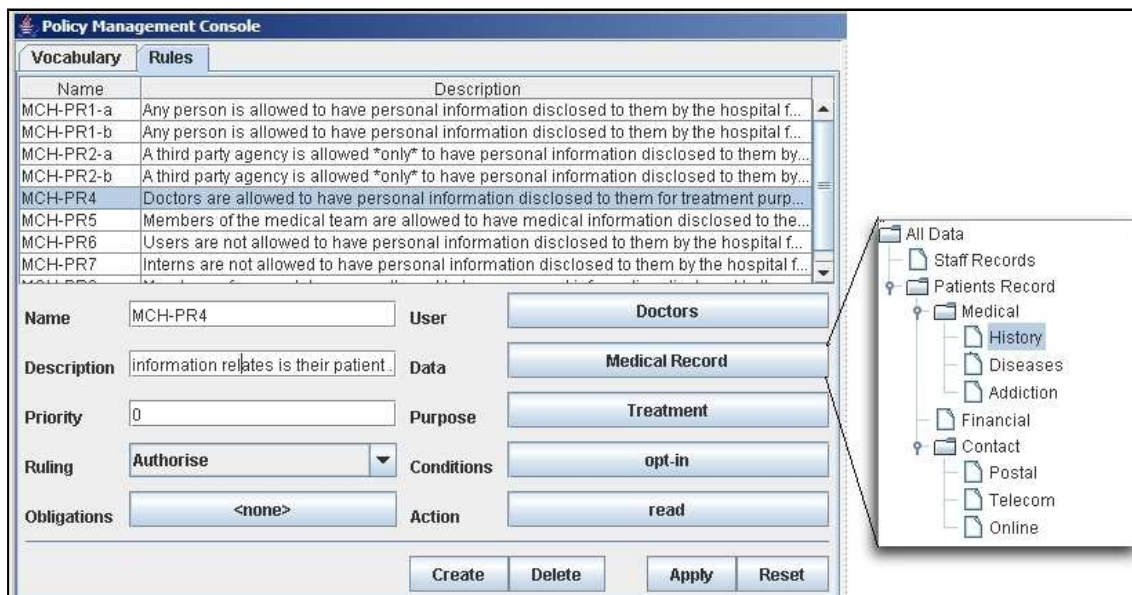 Policy Management Console
Vocabulary Rules
Name Description
MCH-PR1-a Any person is allowed to have personal information disclosed to them by the hospital f...
MCH-PR1-b Any person is allowed to have personal information disclosed to them by the hospital f...
MCH-PR2-a A third party agency is allowed *only* to have personal information disclosed to them by...
MCH-PR2-b A third party agency is allowed *only* to have personal information disclosed to them by...
MCH-PR4 Doctors are allowed to have personal information disclosed to them for treatment purp...
MCH-PR5 Members of the medical team are allowed to have medical information disclosed to the...
MCH-PR6 Users are not allowed to have personal information disclosed to them by the hospital f...
MCH-PR7 Interns are not allowed to have personal information disclosed to them by the hospital f...
Name MCH-PR4 User Doctors
Description information relates is their patient . Data Medical Record
Priority 0 Purpose Treatment
Ruling Authorise Conditions opt-in
Obligations <none> Action read
Create Delete Apply Reset
All Data
Staff Records
Patients Record
Medical
History
Diseases
Addiction
Financial
Contact
Postal
Telecom
Online